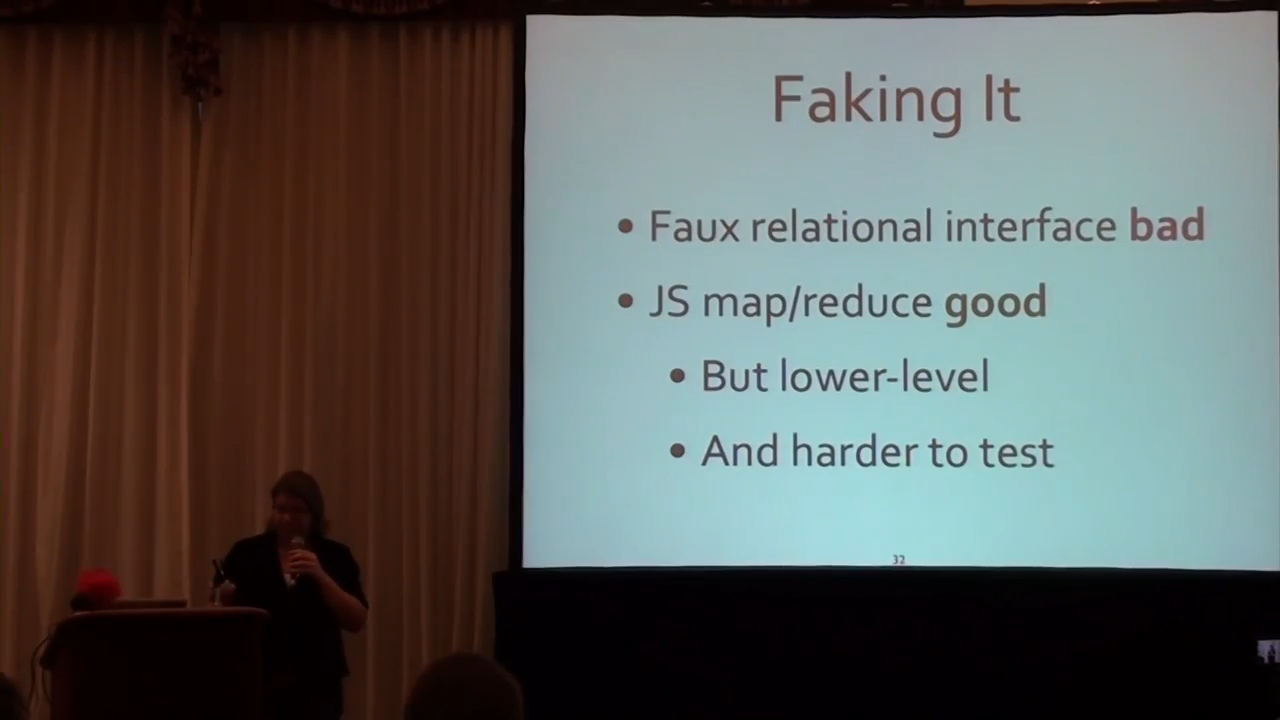 Faking It
• Faux relational interface bad
• JS map/reduce good
• But lower-level
• And harder to test
32